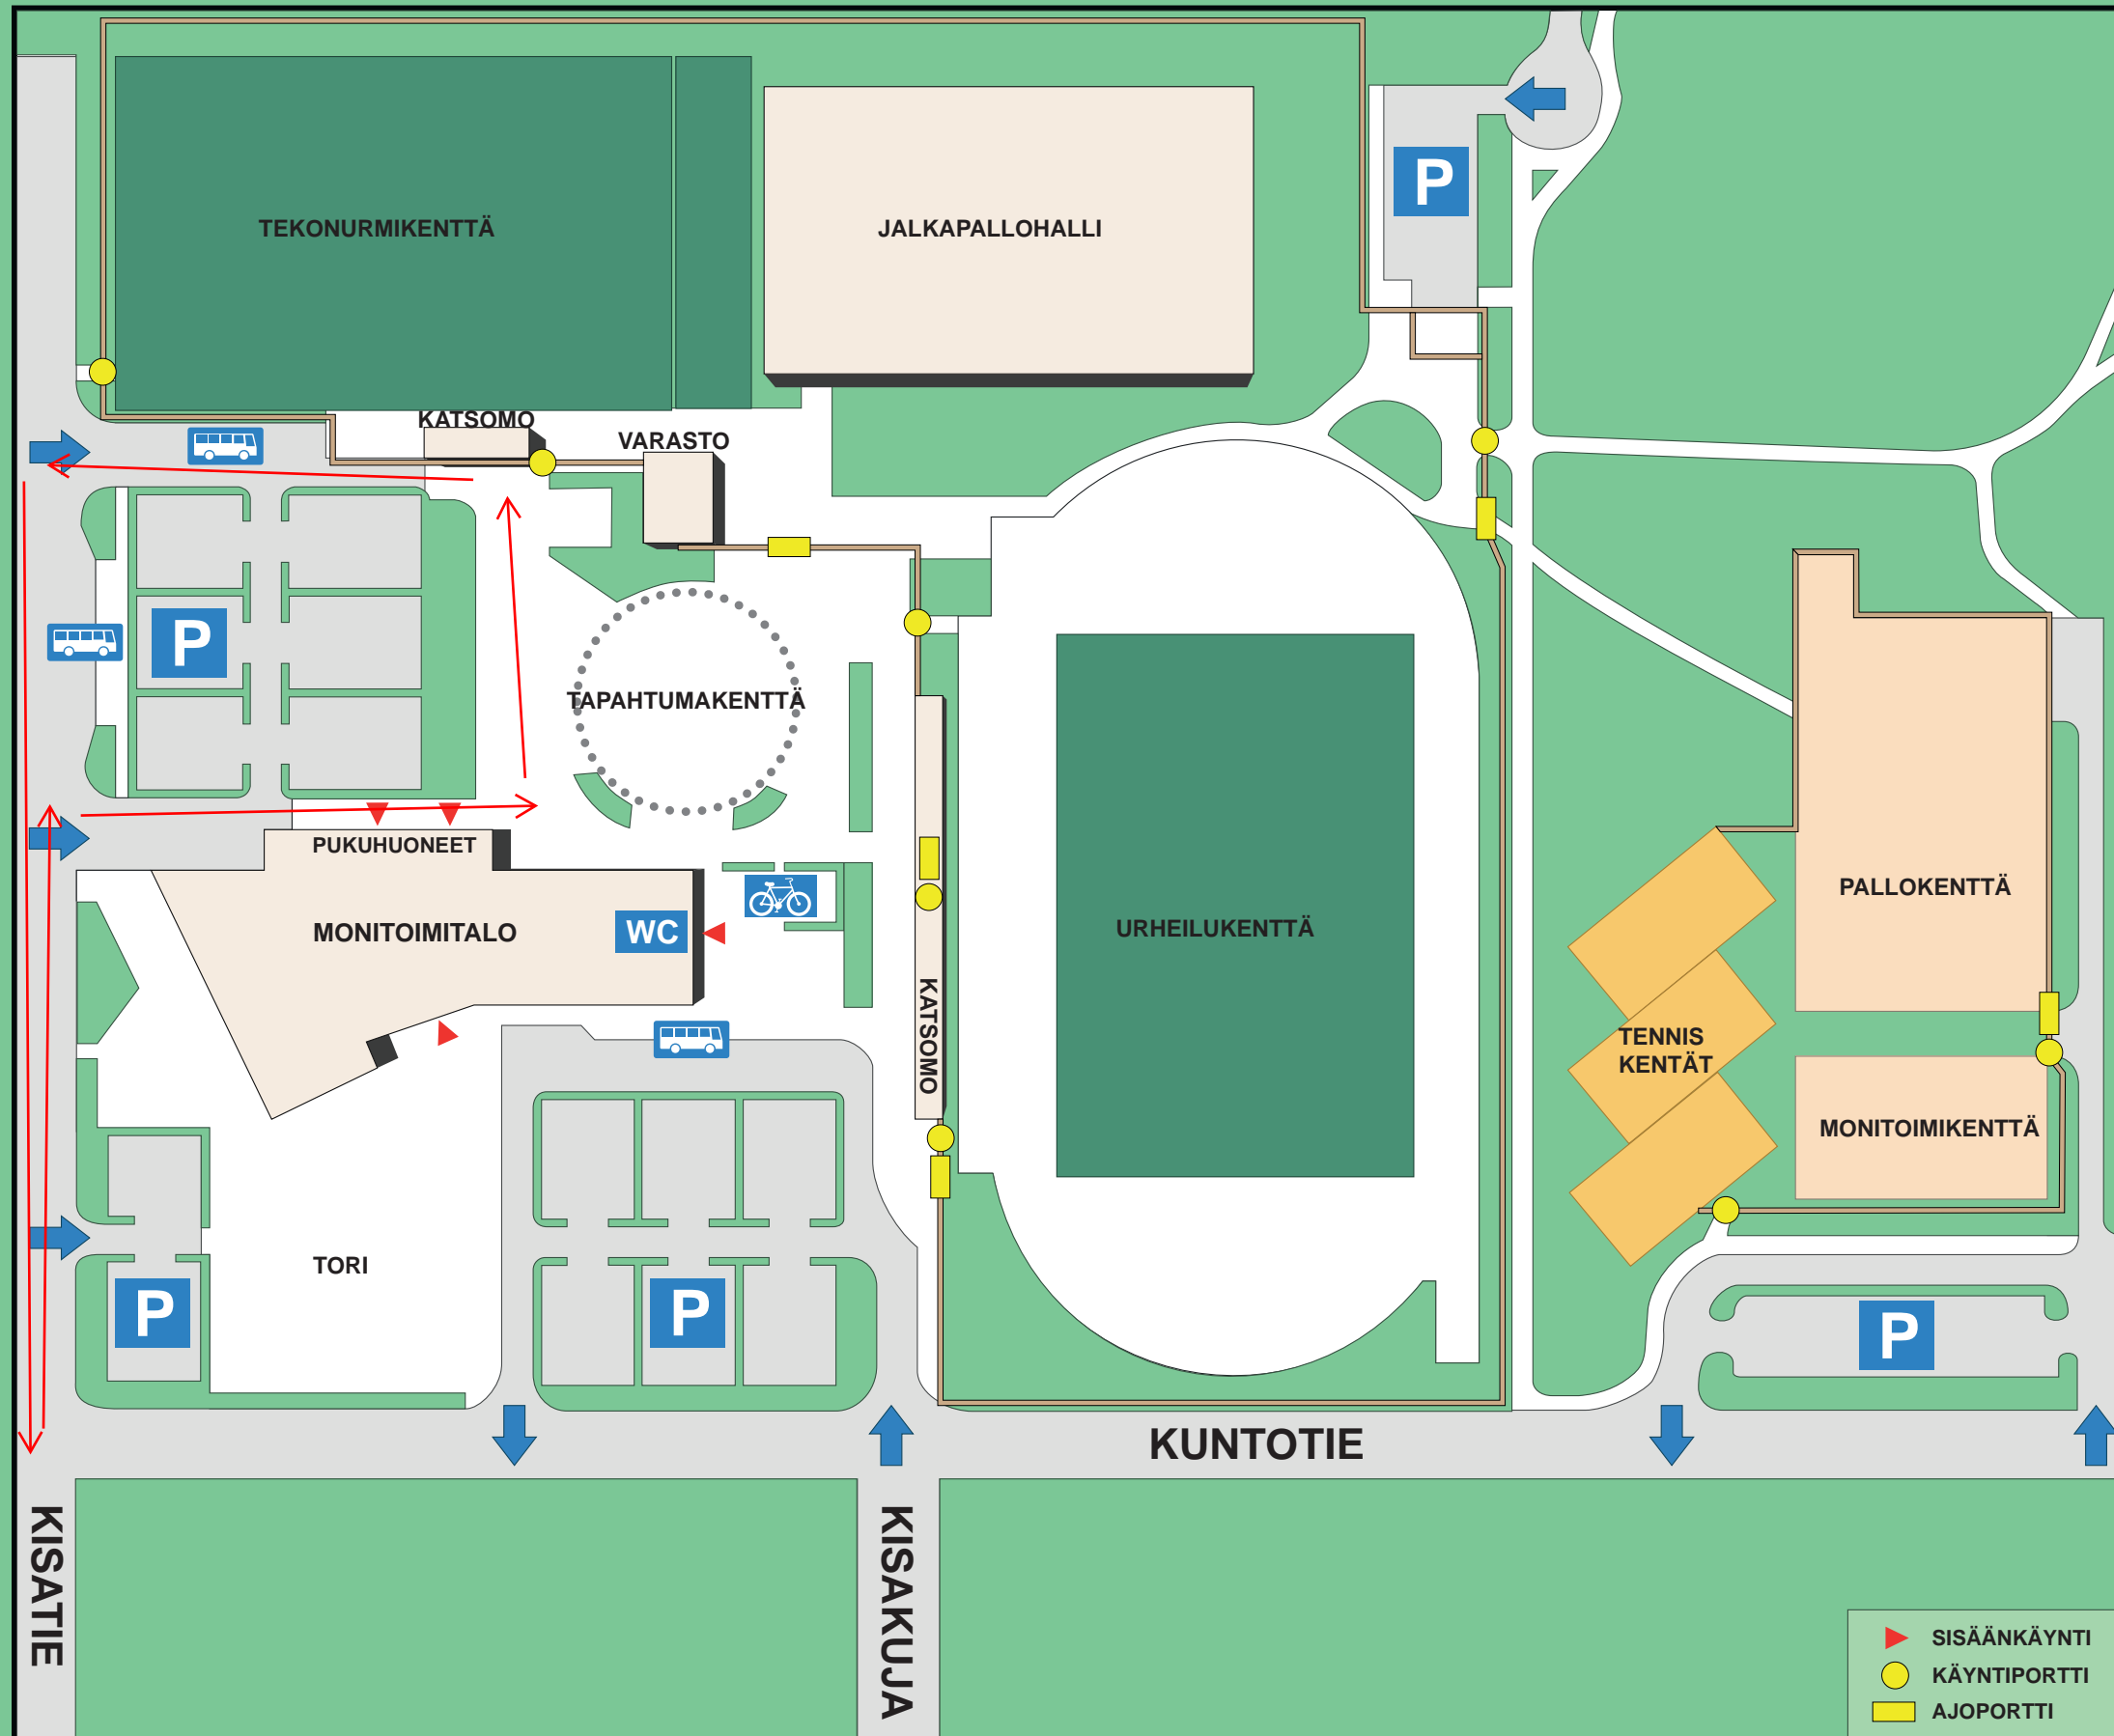 P
TEKONURMIKENTTÄ
JALKAPALLOHALLI
KATSOMO
VARASTO
P
TAPAHTUMAKENTTÄ
PUKUHUONEET
PALLOKENTTÄ
MONITOIMITALO
WC
URHEILUKENTTÄ
KATSOMO
TENNIS
KENTÄT
MONITOIMIKENTTÄ
TORI
P
P
P
KUNTOTIE
KISATIE
KISAKUJA
SISÄÄNKÄYNTI
KÄYNTIPORTTI
AJOPORTTI